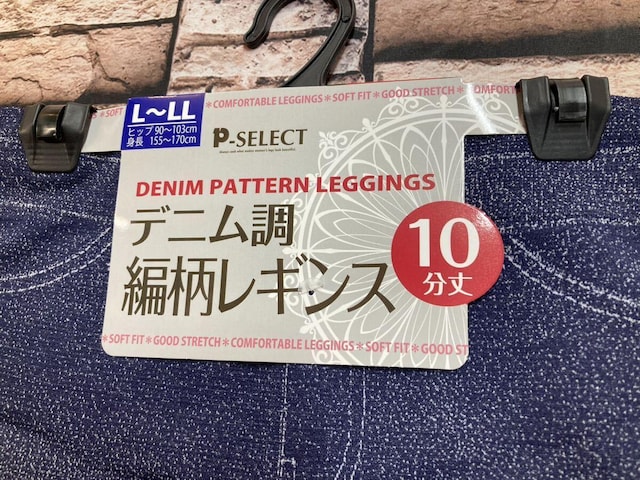 ＊SOFT
＊COMFORTABLE LEGGINGS＊SOFT FIT＊GOOD STRETCH＊COMFORT
L〜LL
ヒップ 90〜103cm
身長 155〜170cm
P-SELECT
DENIM PATTERN LEGGINGS
デニム調
編柄レギンス
10
分丈
＊SOFT FIT＊GOOD STRETCH＊COMFORTABLE LEGGINGS＊SOFT FIT＊GOOD ST